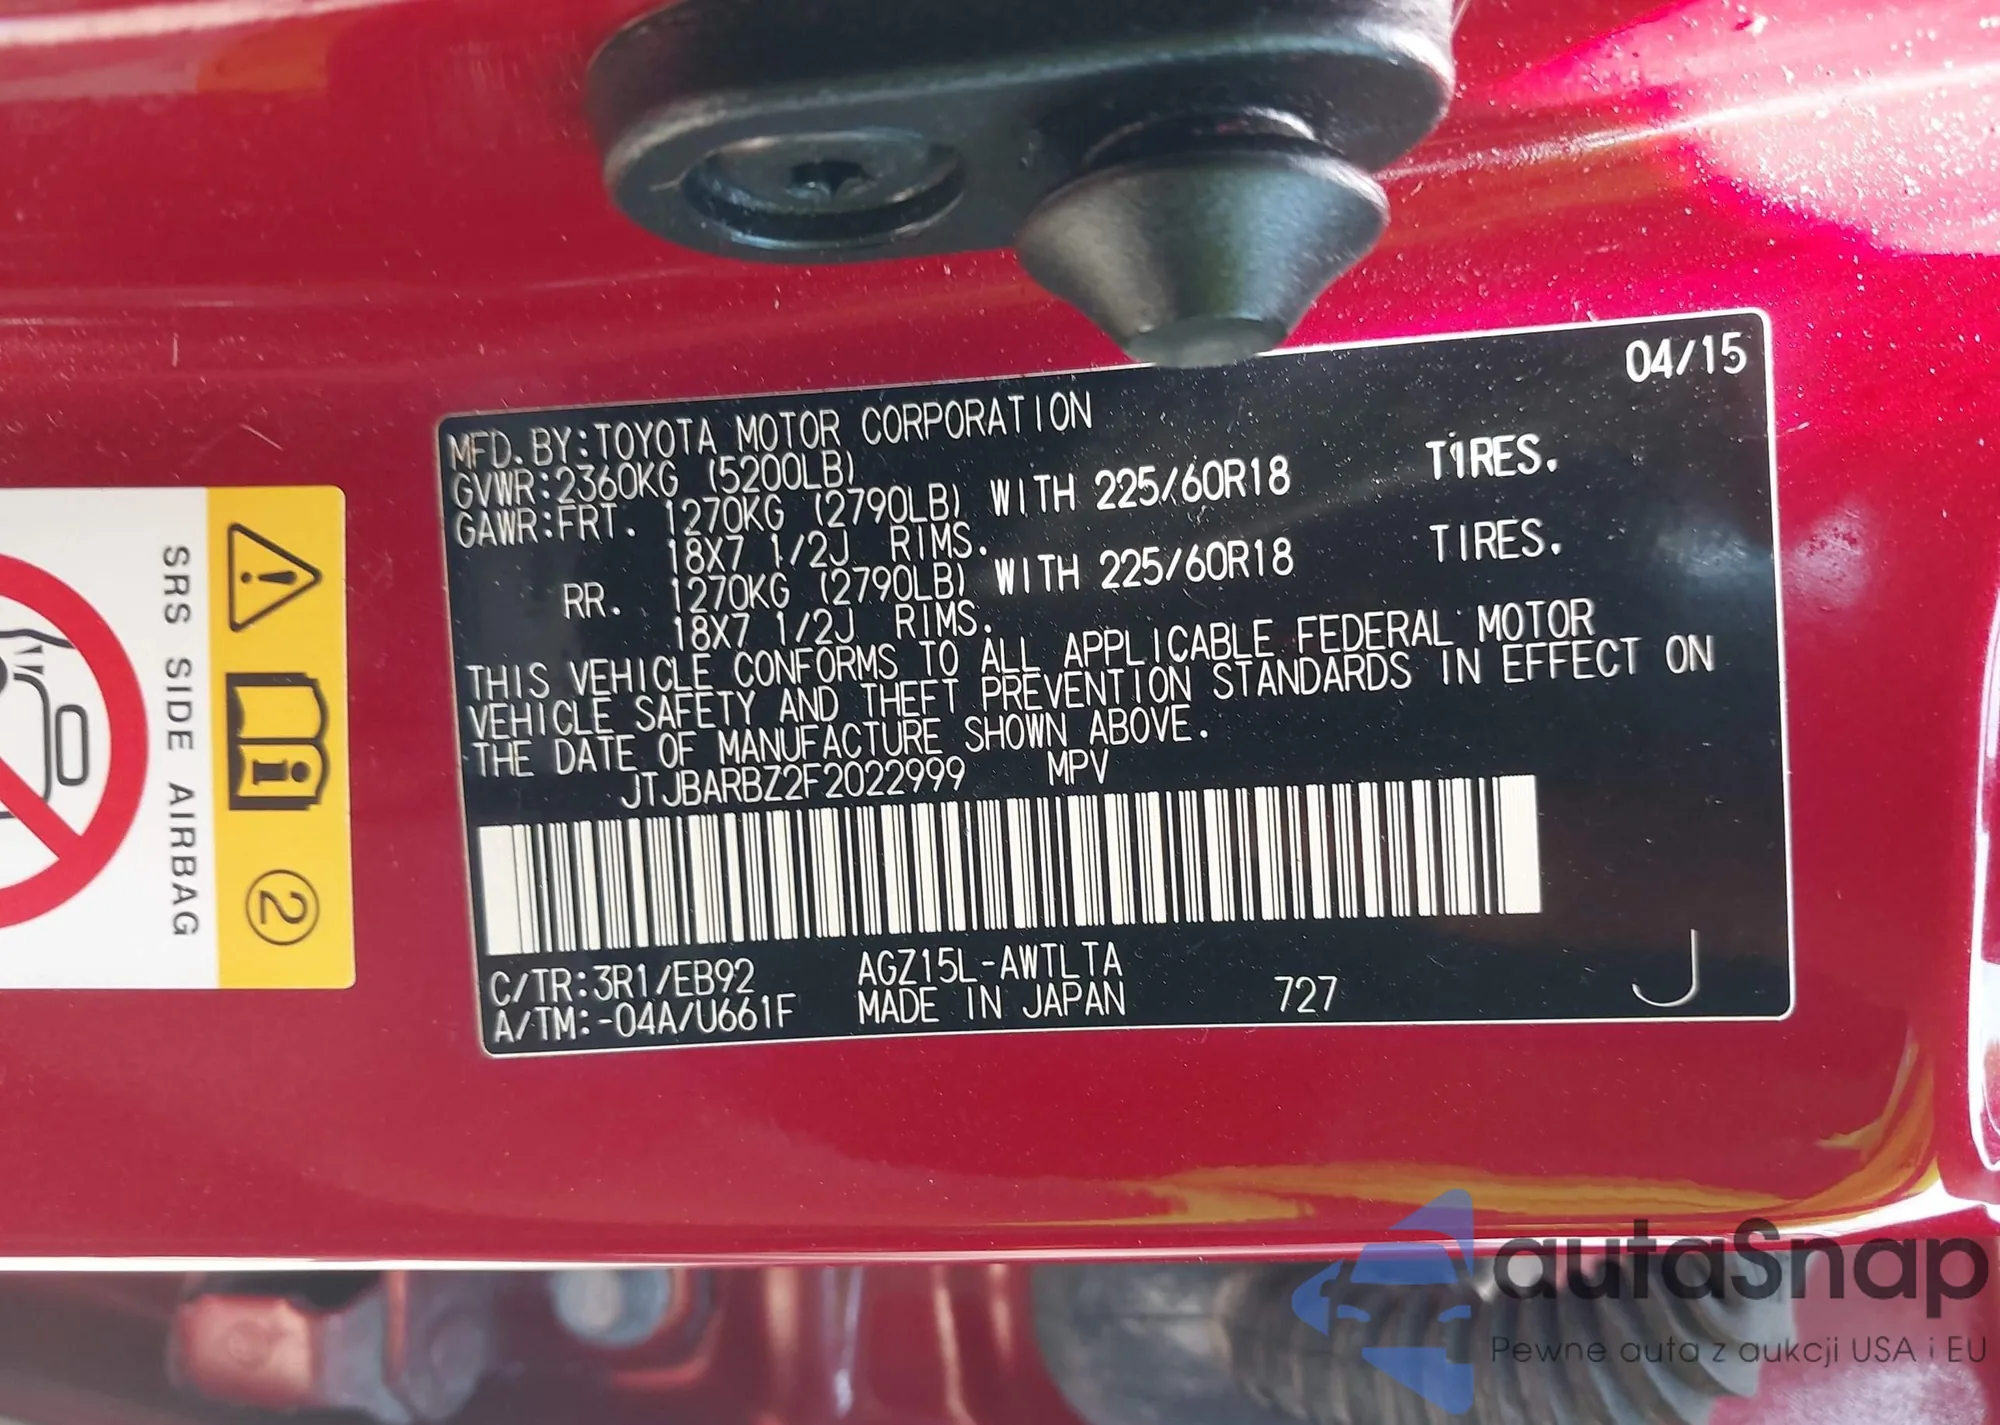 04/15
MFD. BY:TOYOTA MOTOR CORPORATION
GVWR:2360KG (5200LB)
GAWR:FRT. 1270KG (2790LB) WITH 225/60R18 TIRES.
18X7 1/2J RIMS.
RR. 1270KG (2790LB) WITH 225/60R18 TIRES.
18X7 1/2J RIMS.
THIS VEHICLE CONFORMS TO ALL APPLICABLE FEDERAL MOTOR
VEHICLE SAFETY AND THEFT PREVENTION STANDARDS IN EFFECT ON
THE DATE OF MANUFACTURE SHOWN ABOVE.
JTJBARBZ2F2022999 MPV
C/TR:3R1/EB92 AGZ15L-AWTLTA
A/TM:-04A/U661F MADE IN JAPAN 727 J
SRS SIDE AIRBAG
2
autaSnap
Pewne auta z aukcji USA i EU